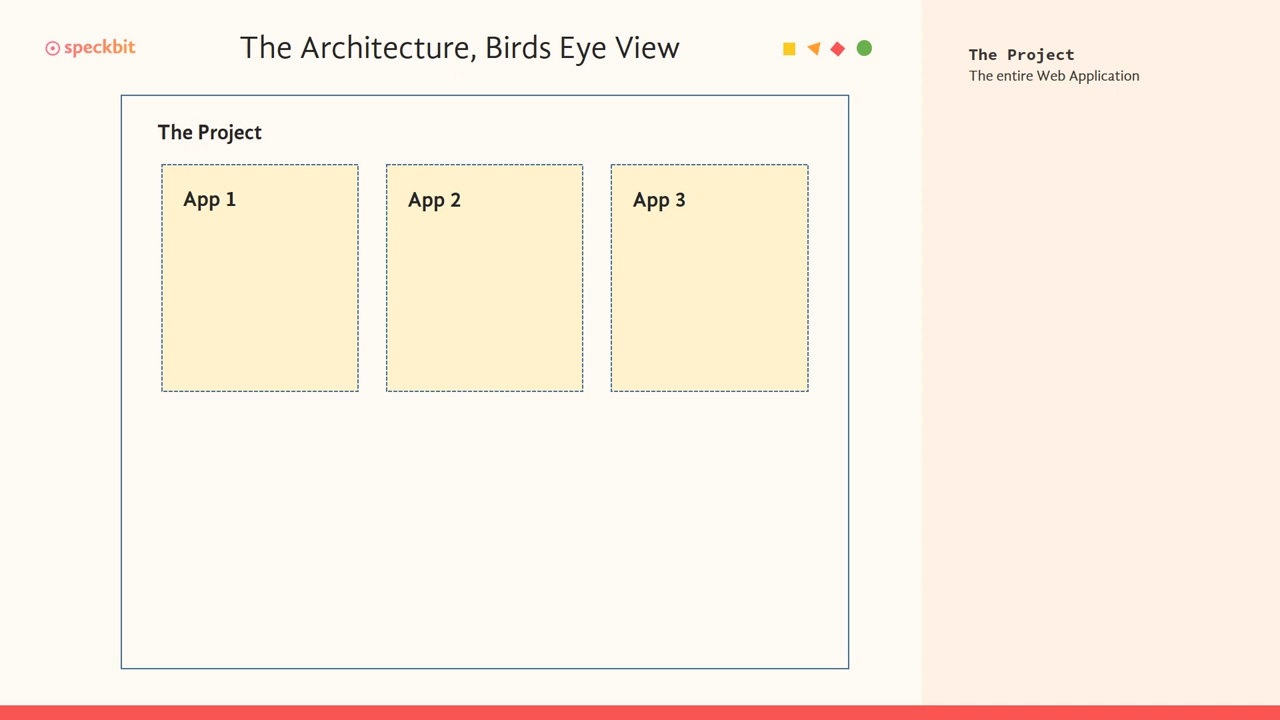 speckbit
The Architecture, Birds Eye View
The Project
App 1
App 2
App 3
The Project
The entire Web Application